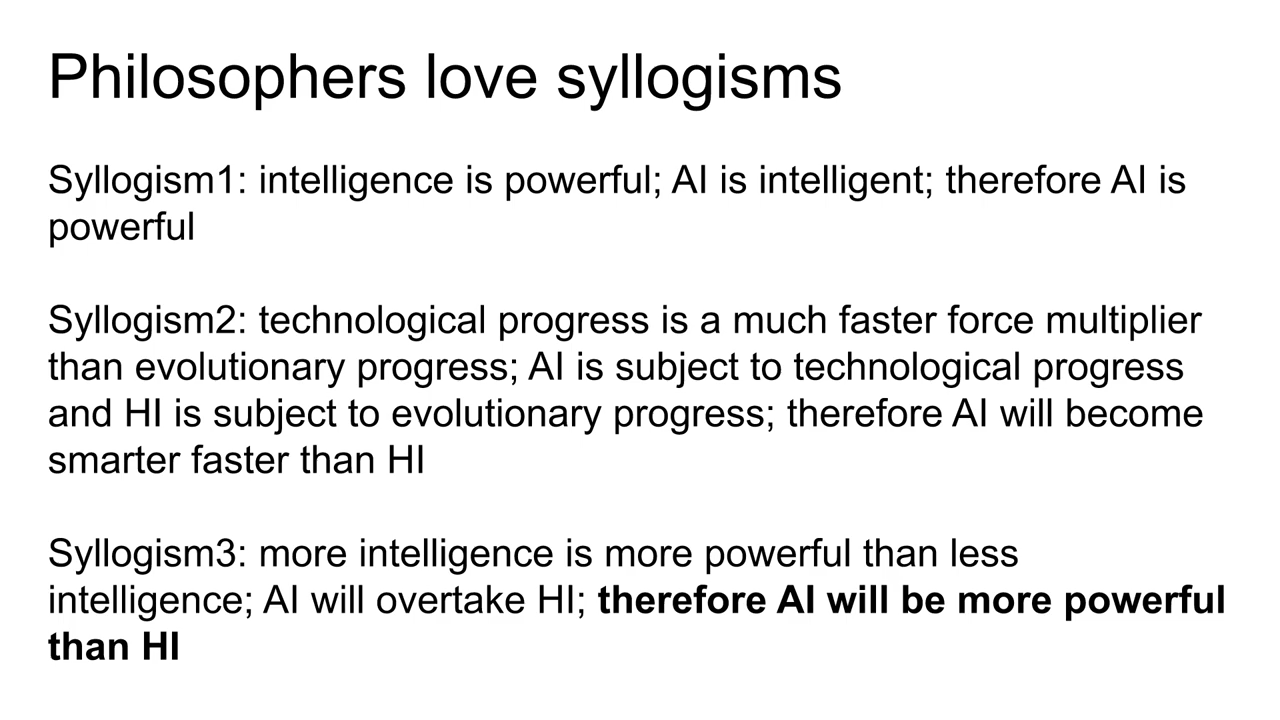 Philosophers love syllogisms
Syllogism1: intelligence is powerful; AI is intelligent; therefore AI is
powerful
Syllogism2: technological progress is a much faster force multiplier
than evolutionary progress; AI is subject to technological progress
and HI is subject to evolutionary progress; therefore AI will become
smarter faster than HI
Syllogism3: more intelligence is more powerful than less
intelligence; AI will overtake HI; therefore AI will be more powerful
than HI